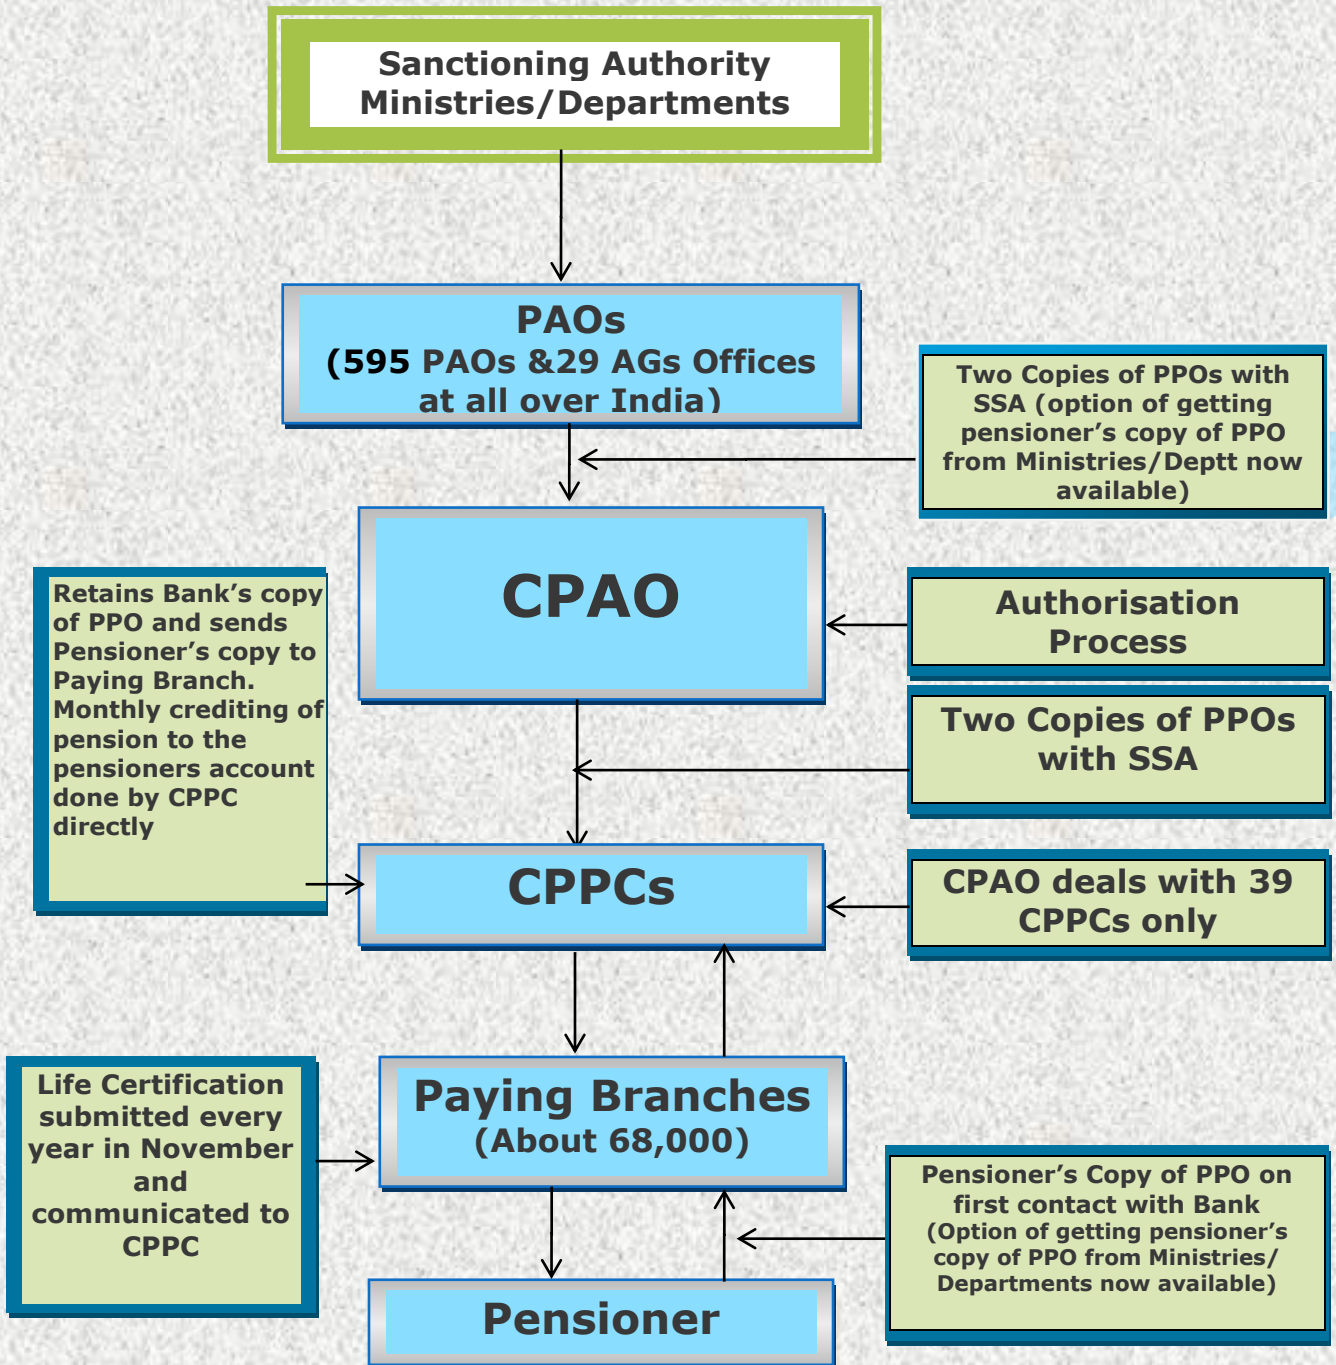 Sanctioning Authority
Ministries/Departments
PAOs
(595 PAOs &29 AGs Offices
at all over India)
Two Copies of PPOs with
SSA (option of getting
pensioner’s copy of PPO
from Ministries/Deptt now
available)
CPAO
Authorisation
Process
Retains Bank’s copy
of PPO and sends
Pensioner’s copy to
Paying Branch.
Monthly crediting of
pension to the
pensioners account
done by CPPC
directly
Two Copies of PPOs
with SSA
CPPCs
CPAO deals with 39
CPPCs only
Paying Branches
(About 68,000)
Life Certification
submitted every
year in November
and
communicated to
CPPC
Pensioner’s Copy of PPO on
first contact with Bank
(Option of getting pensioner’s
copy of PPO from Ministries/
Departments now available)
Pensioner